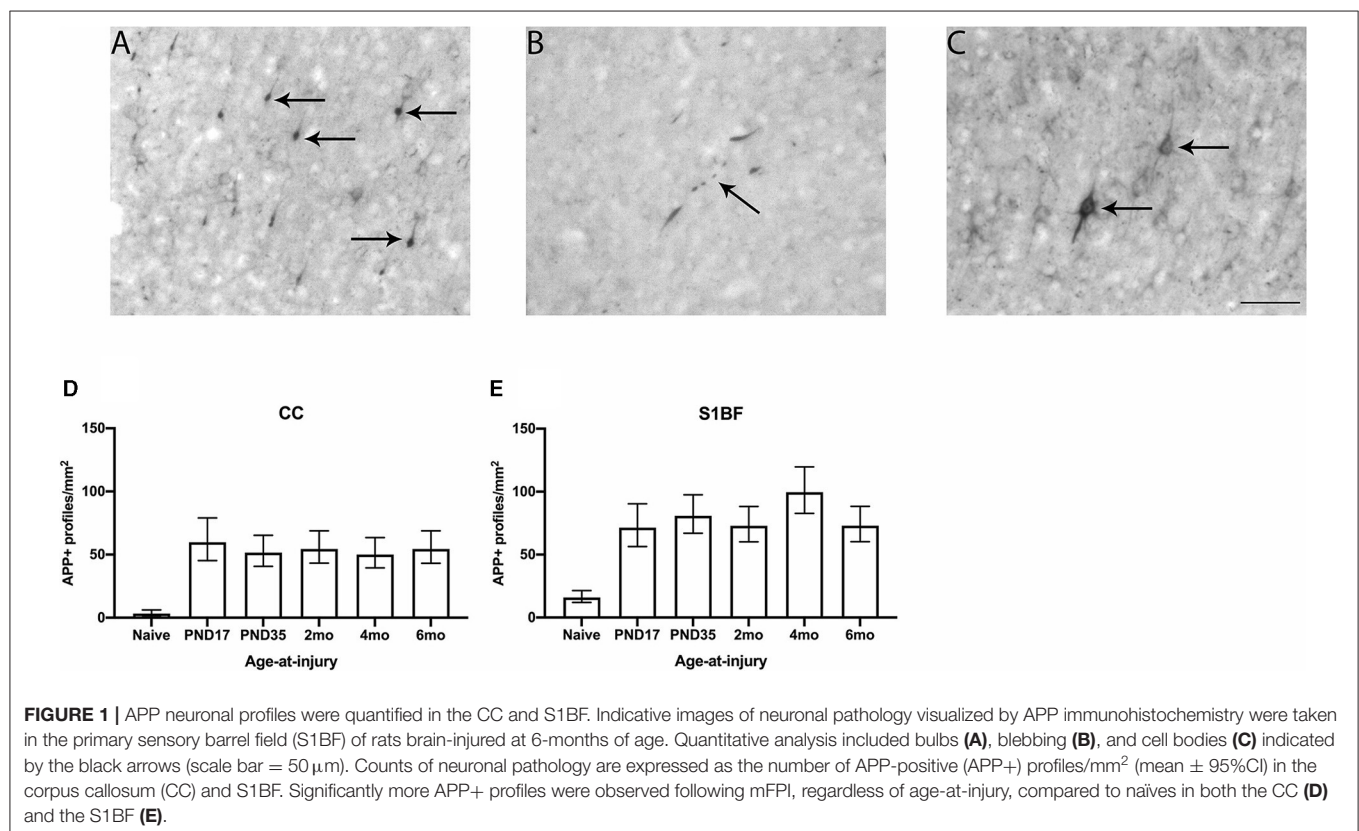 A
B
C
D
CC
APP+ profiles/mm²
150
100
50
0
Naive PND17 PND35 2mo 4mo 6mo
Age-at-injury
E
S1BF
APP+ profiles/mm²
150
100
50
0
Naive PND17 PND35 2mo 4mo 6mo
Age-at-injury
FIGURE 1 | APP neuronal profiles were quantified in the CC and S1BF. Indicative images of neuronal pathology visualized by APP immunohistochemistry were taken
in the primary sensory barrel field (S1BF) of rats brain-injured at 6-months of age. Quantitative analysis included bulbs (A), blebbing (B), and cell bodies (C) indicated
by the black arrows (scale bar = 50 μm). Counts of neuronal pathology are expressed as the number of APP-positive (APP+) profiles/mm² (mean ± 95%CI) in the
corpus callosum (CC) and S1BF. Significantly more APP+ profiles were observed following mFPI, regardless of age-at-injury, compared to naïves in both the CC (D)
and the S1BF (E).